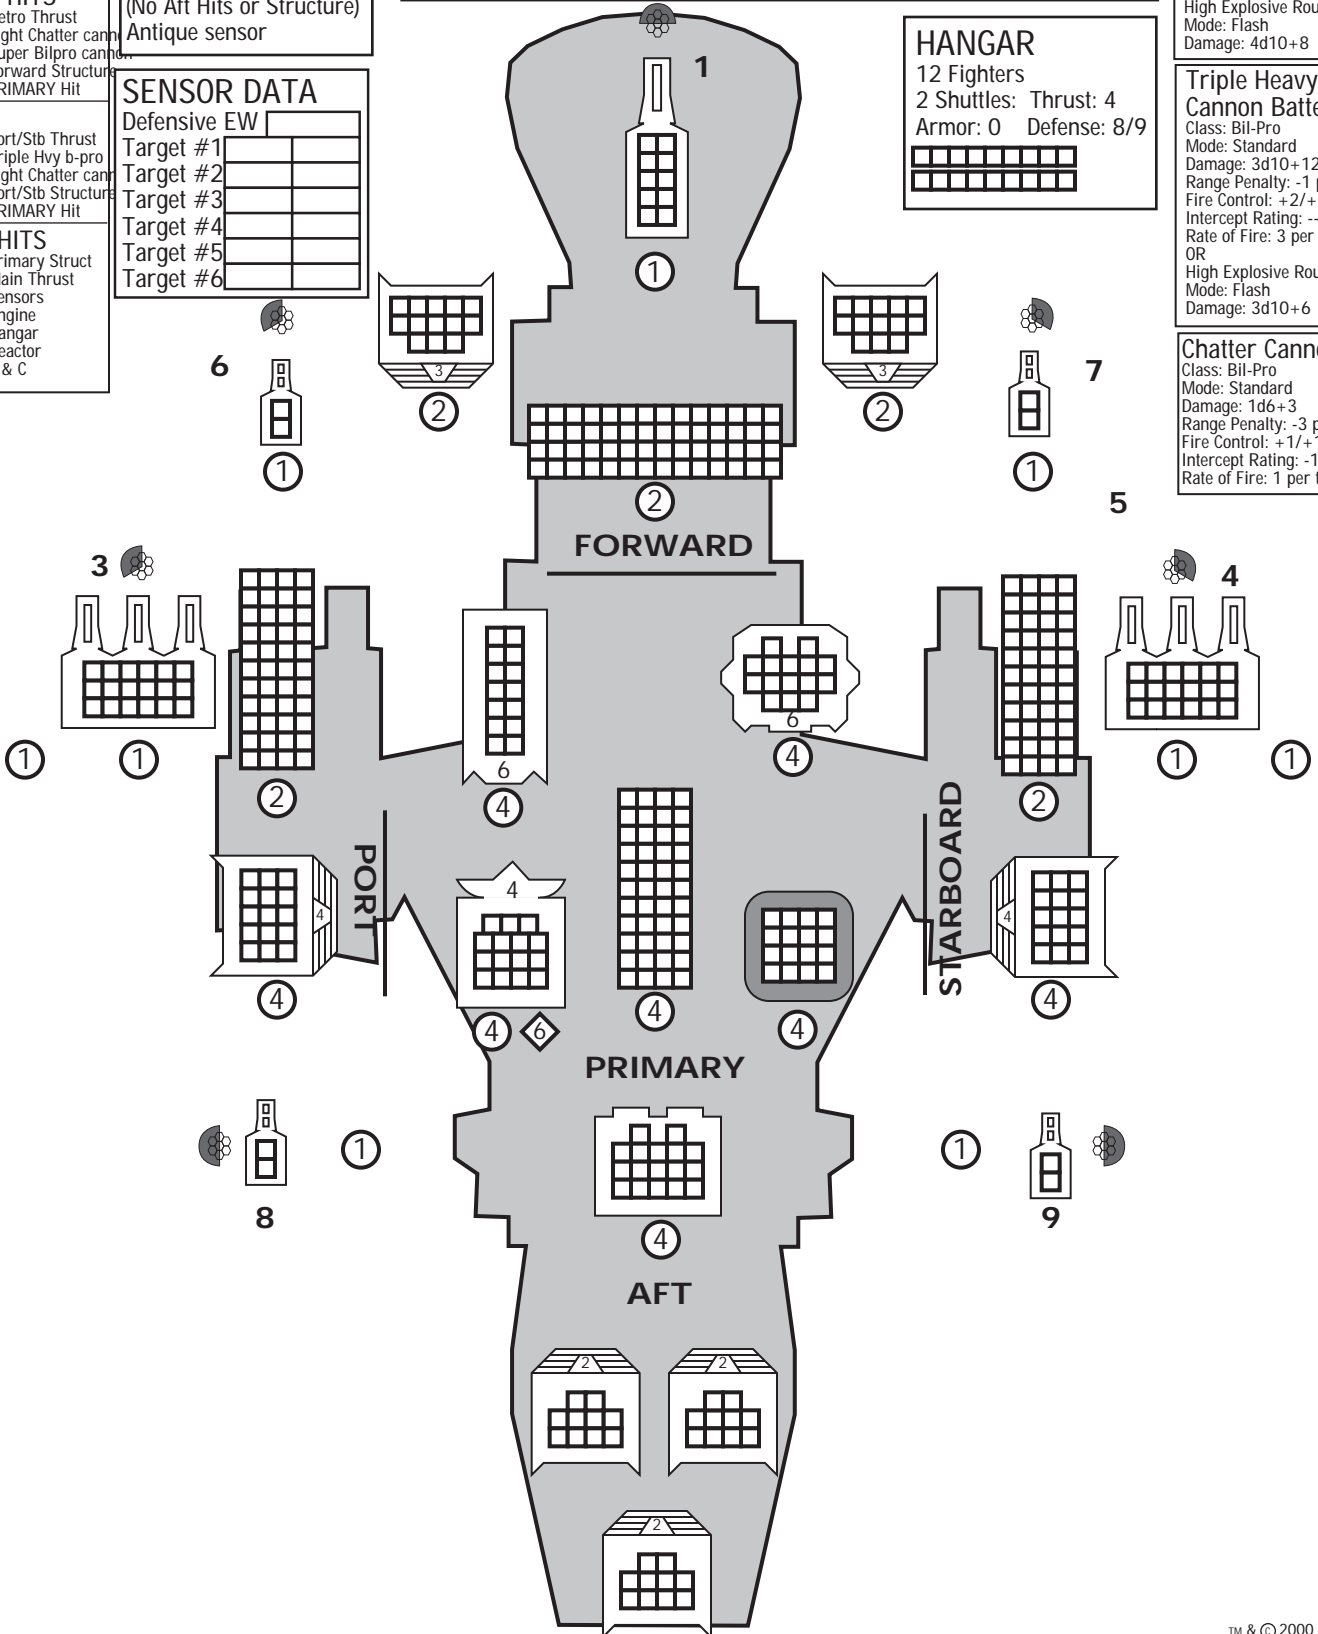 HITS
etro Thrust
ght Chatter cannon
uper Bilpro cannon
orward Structure
RIMARY Hit
ort/Stb Thrust
riple Hvy b-pro
ght Chatter cann
ort/Stb Structure
RIMARY Hit
HITS
rimary Struct
ain Thrust
ensors
ngine
angar
eactor
& C
(No Aft Hits or Structure)
Antique sensor
SENSOR DATA
Defensive EW
Target #1
Target #2
Target #3
Target #4
Target #5
Target #6
HANGAR
12 Fighters
2 Shuttles: Thrust: 4
Armor: 0 Defense: 8/9
High Explosive Rou
Mode: Flash
Damage: 4d10+8
Triple Heavy
Cannon Batte
Class: Bil-Pro
Mode: Standard
Damage: 3d10+12
Range Penalty: -1 p
Fire Control: +2/+
Intercept Rating: --
Rate of Fire: 3 per
OR
High Explosive Rou
Mode: Flash
Damage: 3d10+6
Chatter Canno
Class: Bil-Pro
Mode: Standard
Damage: 1d6+3
Range Penalty: -3 p
Fire Control: +1/+1
Intercept Rating: -1
Rate of Fire: 1 per t
1
1
6
3
2
3
2
7
1
1
2
5
FORWARD
3
4
1
1
2
6
4
6
4
2
1
1
PORT
STARBOARD
4
4
4
4
4
6
4
4
4
PRIMARY
8
1
1
9
4
AFT
2
2
2
TM & © 2000